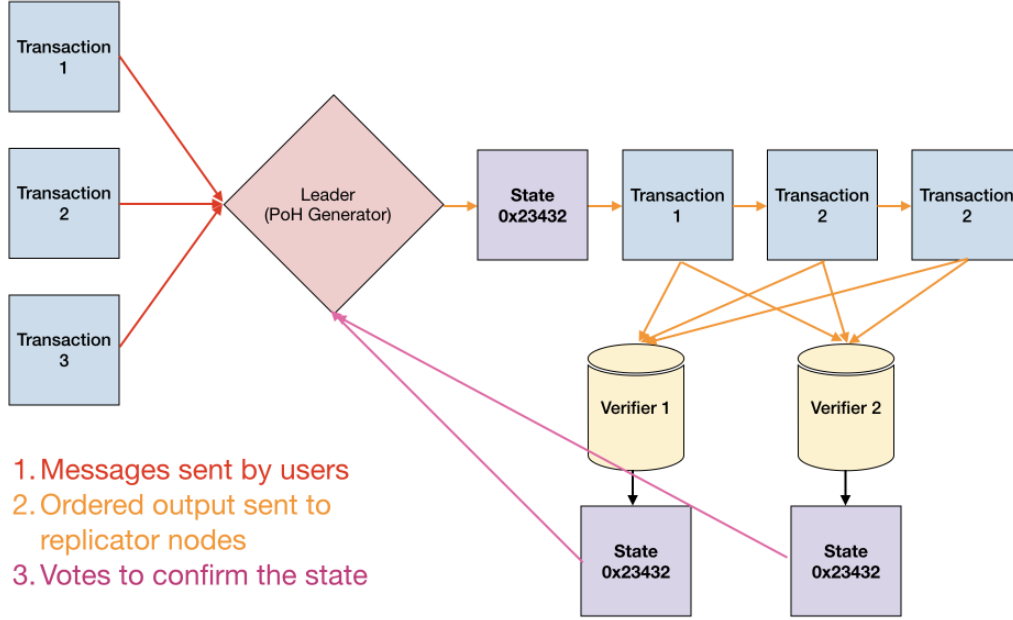 Transaction
1
Transaction
2
Transaction
3
Leader
(PoH Generator)
State
0x23432
Transaction
1
Transaction
2
Transaction
2
Verifier 1
Verifier 2
State
0x23432
State
0x23432
1. Messages sent by users
2. Ordered output sent to
replicator nodes
3. Votes to confirm the state